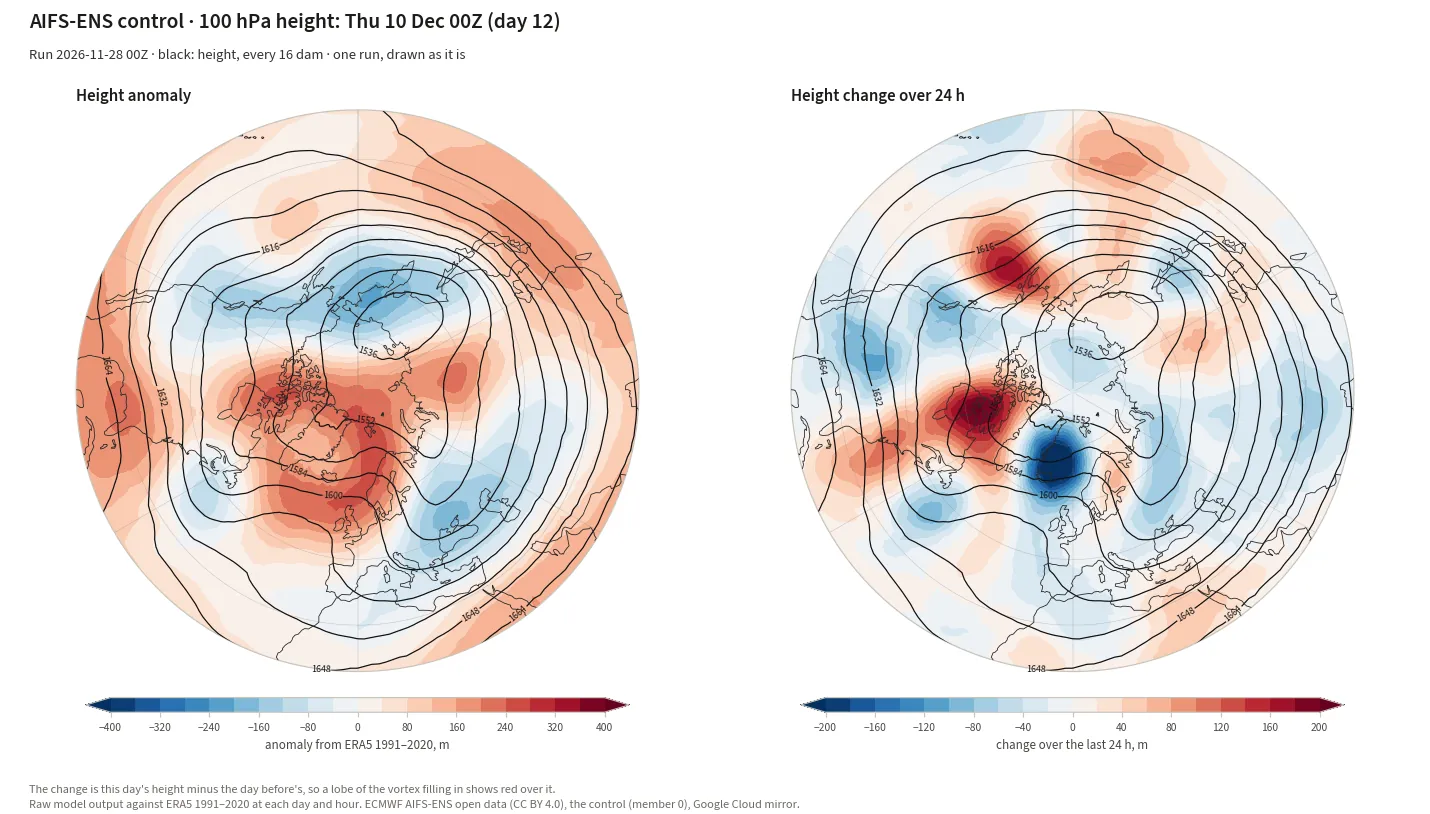 AIFS-ENS control · 100 hPa height: Thu 10 Dec 00Z (day 12)
Run 2026-11-28 00Z · black: height, every 16 dam · one run, drawn as it is
Height anomaly
1616
1536
1664
1632
1552
1584
1600
1648
1664
1648
−400 −320 −240 −160 −80 0 80 160 240 320 400
anomaly from ERA5 1991–2020, m
Height change over 24 h
1616
1536
1664
1632
1552
1584
1600
1648
1664
1648
−200 −160 −120 −80 −40 0 40 80 120 160 200
change over the last 24 h, m
The change is this day's height minus the day before's, so a lobe of the vortex filling in shows red over it.
Raw model output against ERA5 1991–2020 at each day and hour. ECMWF AIFS-ENS open data (CC BY 4.0), the control (member 0), Google Cloud mirror.